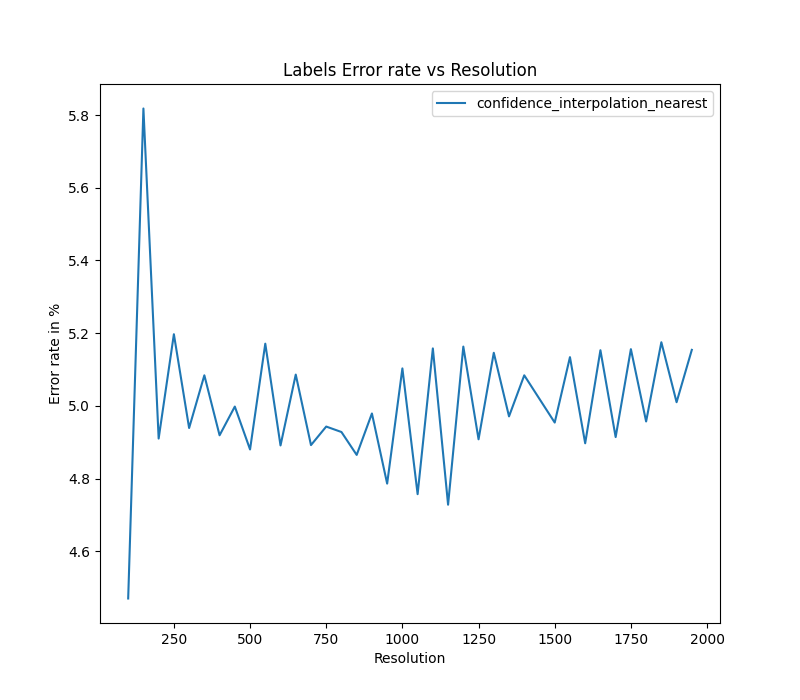 Labels Error rate vs Resolution
confidence_interpolation_nearest
5.8
5.6
5.4
5.2
5.0
4.8
4.6
Error rate in %
250 500 750 1000 1250 1500 1750 2000
Resolution